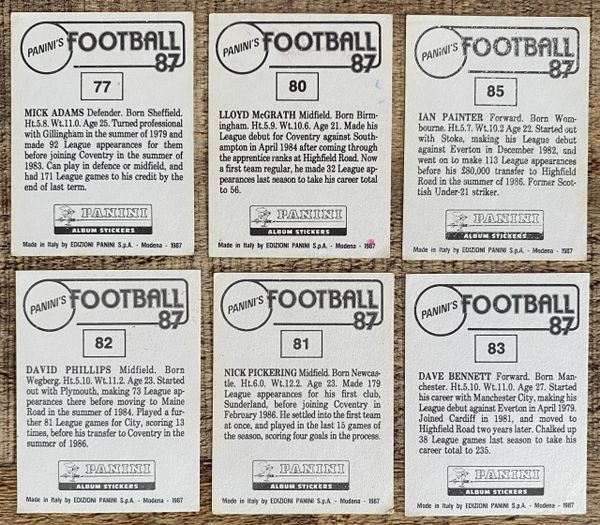 PANINI'S FOOTBALL 87
77
MICK ADAMS Defender. Born Sheffield.
Ht.5.8, Wt.11.0. Age 25. Turned professional
with Gillingham in the summer of 1979 and
made 92 League appearances for them
before joining Coventry in the summer of
1983. Can play in defence or midfield, and
had 171 League games to his credit by the
end of last term.
PANINI
ALBUM STICKERS
Made in Italy by EDIZIONI PANINI S.p.A. - Modena - 1987
PANINI'S FOOTBALL 87
80
LLOYD McGRATH Midfield. Born Birm-
ingham. Ht.5.9. Wt.10.6. Age 21. Made his
League debut for Coventry against South-
ampton in April 1984 after coming through
the apprentice ranks at Highfield Road. Now
a first team regular, he made 32 League ap-
pearances last season to take his career total
to 56.
PANINI
ALBUM STICKERS
Made in Italy by EDIZIONI PANINI S.p.A. - Modena - 1987
PANINI'S FOOTBALL 87
85
IAN PAINTER Forward. Born Wom-
bourne. Ht.5.7. Wt.10.2 Age 22. Started out
with Stoke, making his League debut
against Everton in December 1982, and
went on to make 113 League appearances
before his £80,000 transfer to Highfield
Road in the summer of 1986. Former Scot-
tish Under-21 striker.
PANINI
ALBUM STICKERS
Made in Italy by EDIZIONI PANINI S.p.A. - Modena - 1987
PANINI'S FOOTBALL 87
82
DAVID PHILLIPS Midfield. Born
Wegberg. Ht.5.10. Wt.11.2. Age 23. Started
out with Plymouth, making 73 League ap-
pearances there before moving to Maine
Road in the summer of 1984. Played a fur-
ther 81 League games for City, scoring 13
times, before his transfer to Coventry in the
summer of 1986.
PANINI
ALBUM STICKERS
Made in Italy by EDIZIONI PANINI S.p.A. - Modena - 1987
PANINI'S FOOTBALL 87
81
NICK PICKERING Midfield. Born Newcas-
tle. Ht.6.0. Wt.12.2. Age 23. Made 179
League appearances for his first club,
Sunderland, before joining Coventry in
February 1986. He settled into the first team
at once, and played in the last 15 games of
the season, scoring four goals in the process.
PANINI
ALBUM STICKERS
Made in Italy by EDIZIONI PANINI S.p.A. - Modena - 1987
PANINI'S FOOTBALL 87
83
DAVE BENNETT Forward. Born Man-
chester. Ht.5.10. Wt.11.0. Age 27. Started
his career with Manchester City, making his
League debut against Everton in April 1979.
Joined Cardiff in 1981, and moved to
Highfield Road two years later. Chalked up
38 League games last season to take his
career total to 235.
PANINI
ALBUM STICKERS
Made in Italy by EDIZIONI PANINI S.p.A. - Modena - 1987